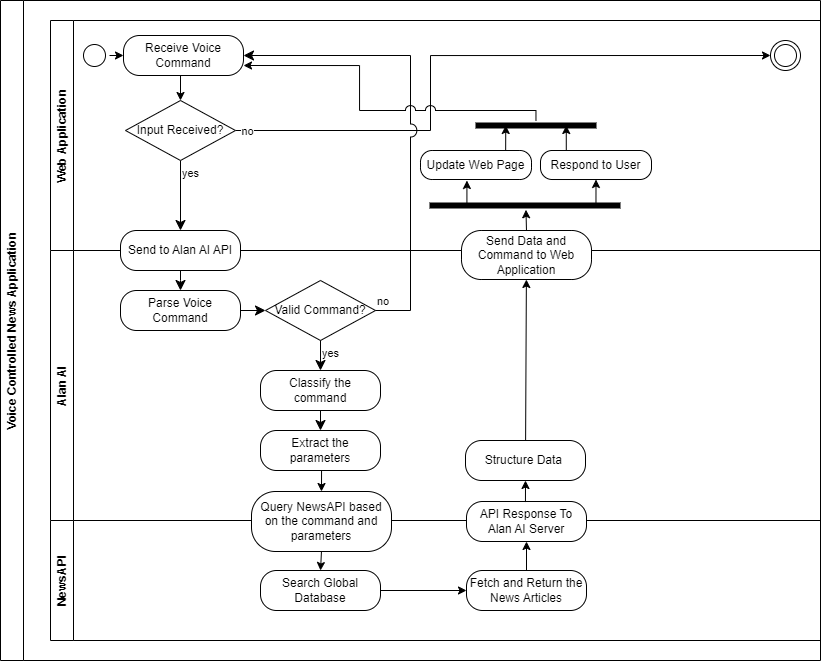 Voice Controlled News Application
Web Application
Receive Voice
Command
Input Received?
no
yes
Update Web Page
Respond to User
Send to Alan AI API
Send Data and
Command to Web
Application
Alan AI
Parse Voice
Command
Valid Command?
no
yes
Classify the
command
Extract the
parameters
Structure Data
Query NewsAPI based
on the command and
parameters
API Response To
Alan AI Server
NewsAPI
Search Global
Database
Fetch and Return the
News Articles